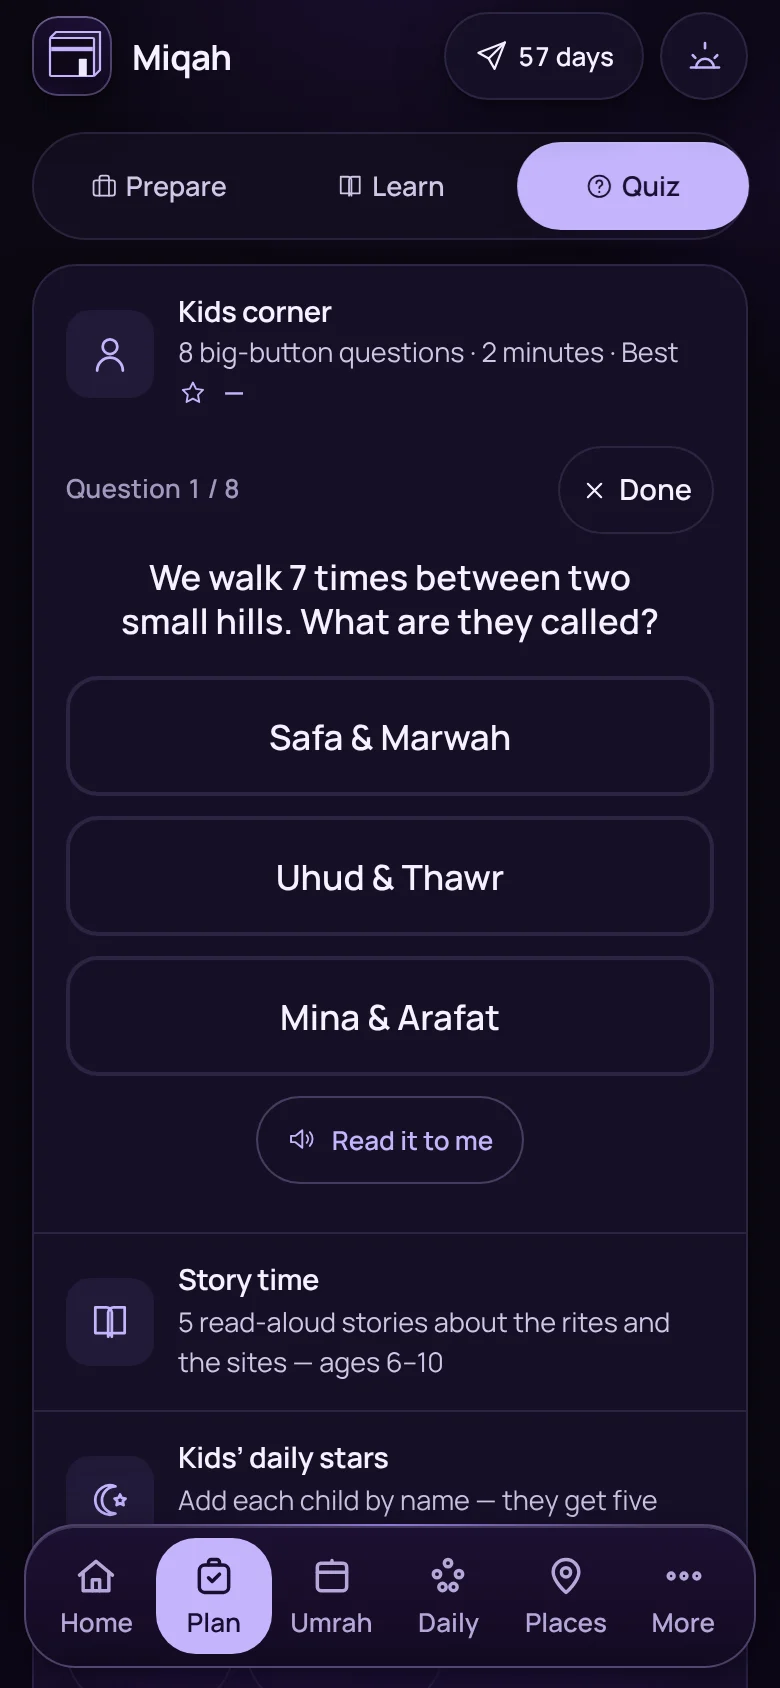 Miqah
57 days
Prepare
Learn
Quiz
Kids corner
8 big-button questions · 2 minutes · Best
☆ —
Question 1 / 8
× Done
We walk 7 times between two
small hills. What are they called?
Safa & Marwah
Uhud & Thawr
Mina & Arafat
Read it to me
Story time
5 read-aloud stories about the rites and
the sites — ages 6–10
Kids’ daily stars
Add each child by name — they get five
Home
Plan
Umrah
Daily
Places
More